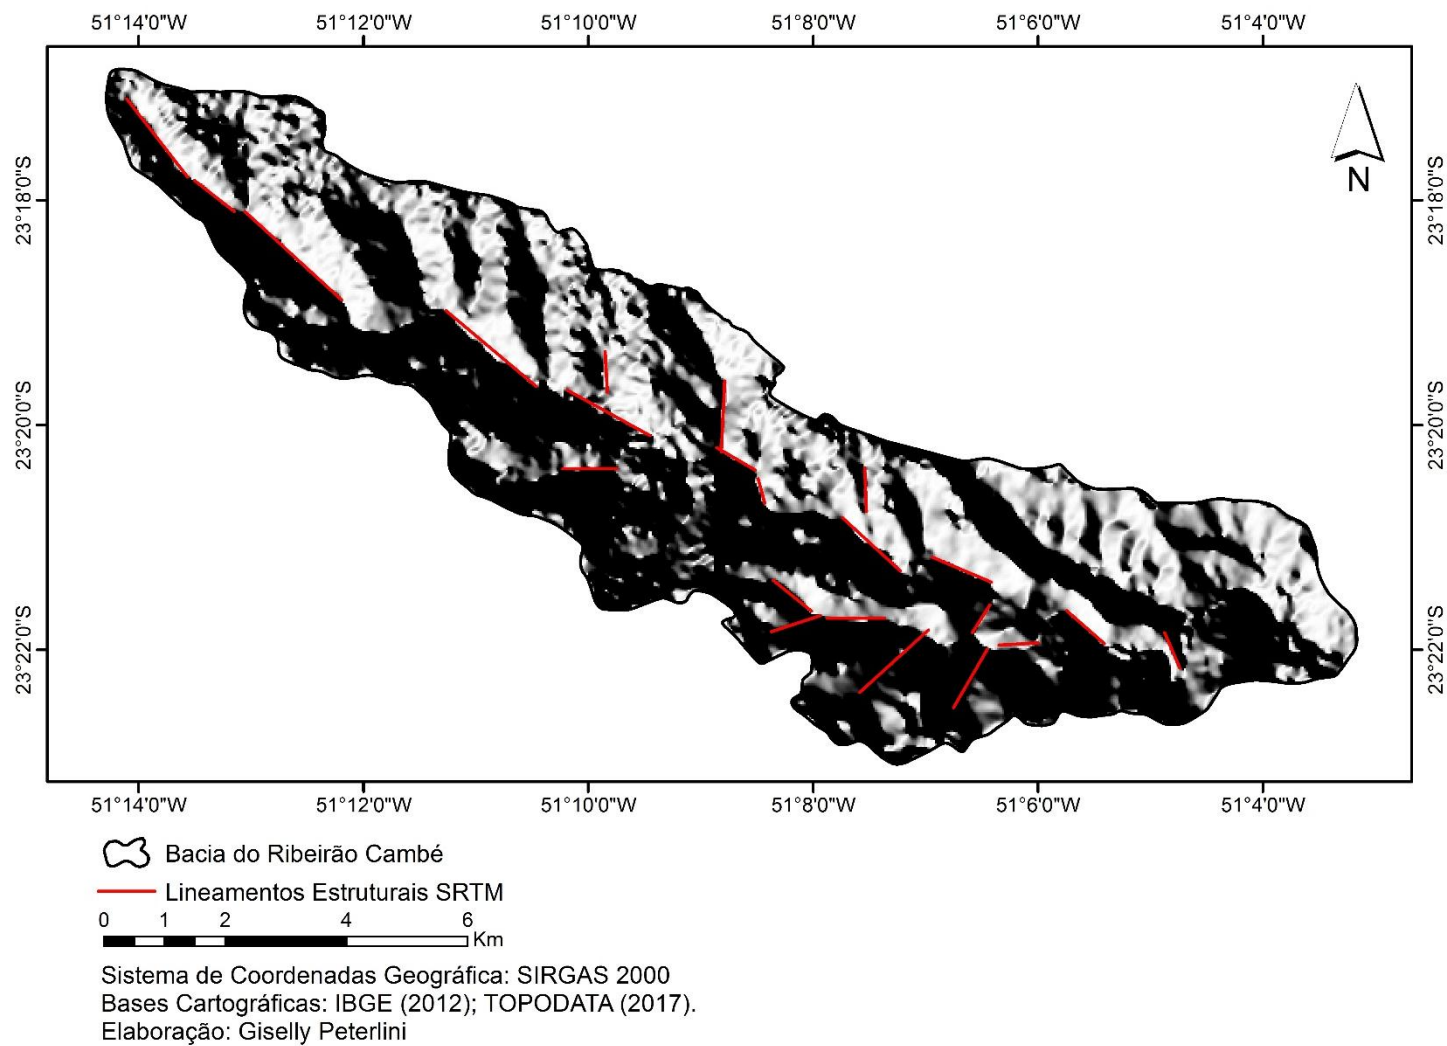 51°14'0"W 51°12'0"W 51°10'0"W 51°8'0"W 51°6'0"W 51°4'0"W
N
23°18'0"S 23°18'0"S
23°20'0"S 23°20'0"S
23°22'0"S 23°22'0"S
51°14'0"W 51°12'0"W 51°10'0"W 51°8'0"W 51°6'0"W 51°4'0"W
Bacia do Ribeirão Cambé
Lineamentos Estruturais SRTM
0 1 2 4 6
Km
Sistema de Coordenadas Geográfica: SIRGAS 2000
Bases Cartográficas: IBGE (2012); TOPODATA (2017).
Elaboração: Giselly Peterlini